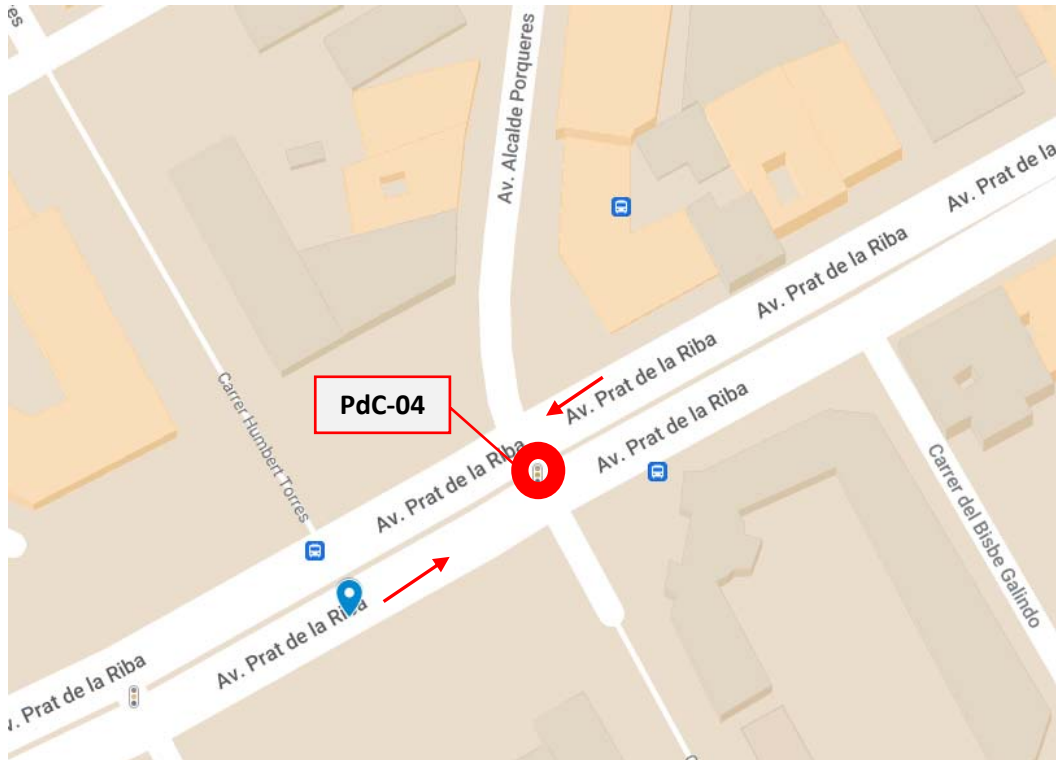 es
Av. Alcalde Porqueres
Av. Prat de la
Av. Prat de la Riba
Av. Prat de la Riba
Av. Prat de la Riba
PdC-04
Av. Prat de la Riba
Carrer Humbert Torres
Carrer del Bisbe Galindo
Av. Prat de la Riba
v. Prat de la Riba